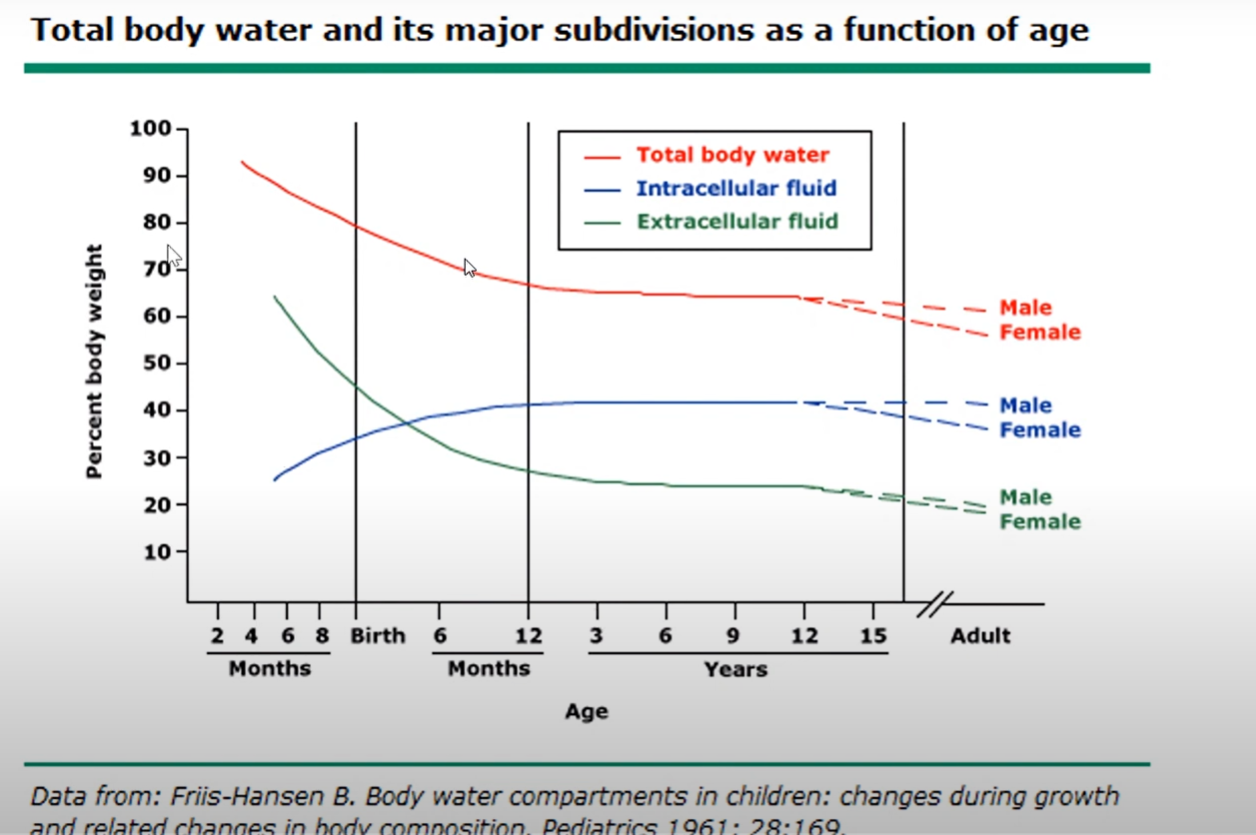 Total body water and its major subdivisions as a function of age
100
90
80
70
60
50
40
30
20
10
Percent body weight
Total body water
Intracellular fluid
Extracellular fluid
Male
Female
Male
Female
Male
Female
2 4 6 8 Birth 6 12 3 6 9 12 15 Adult
Months Months Years
Age
Data from: Friis-Hansen B. Body water compartments in children: changes during growth
and related changes in body composition. Pediatrics 1961; 28:169.